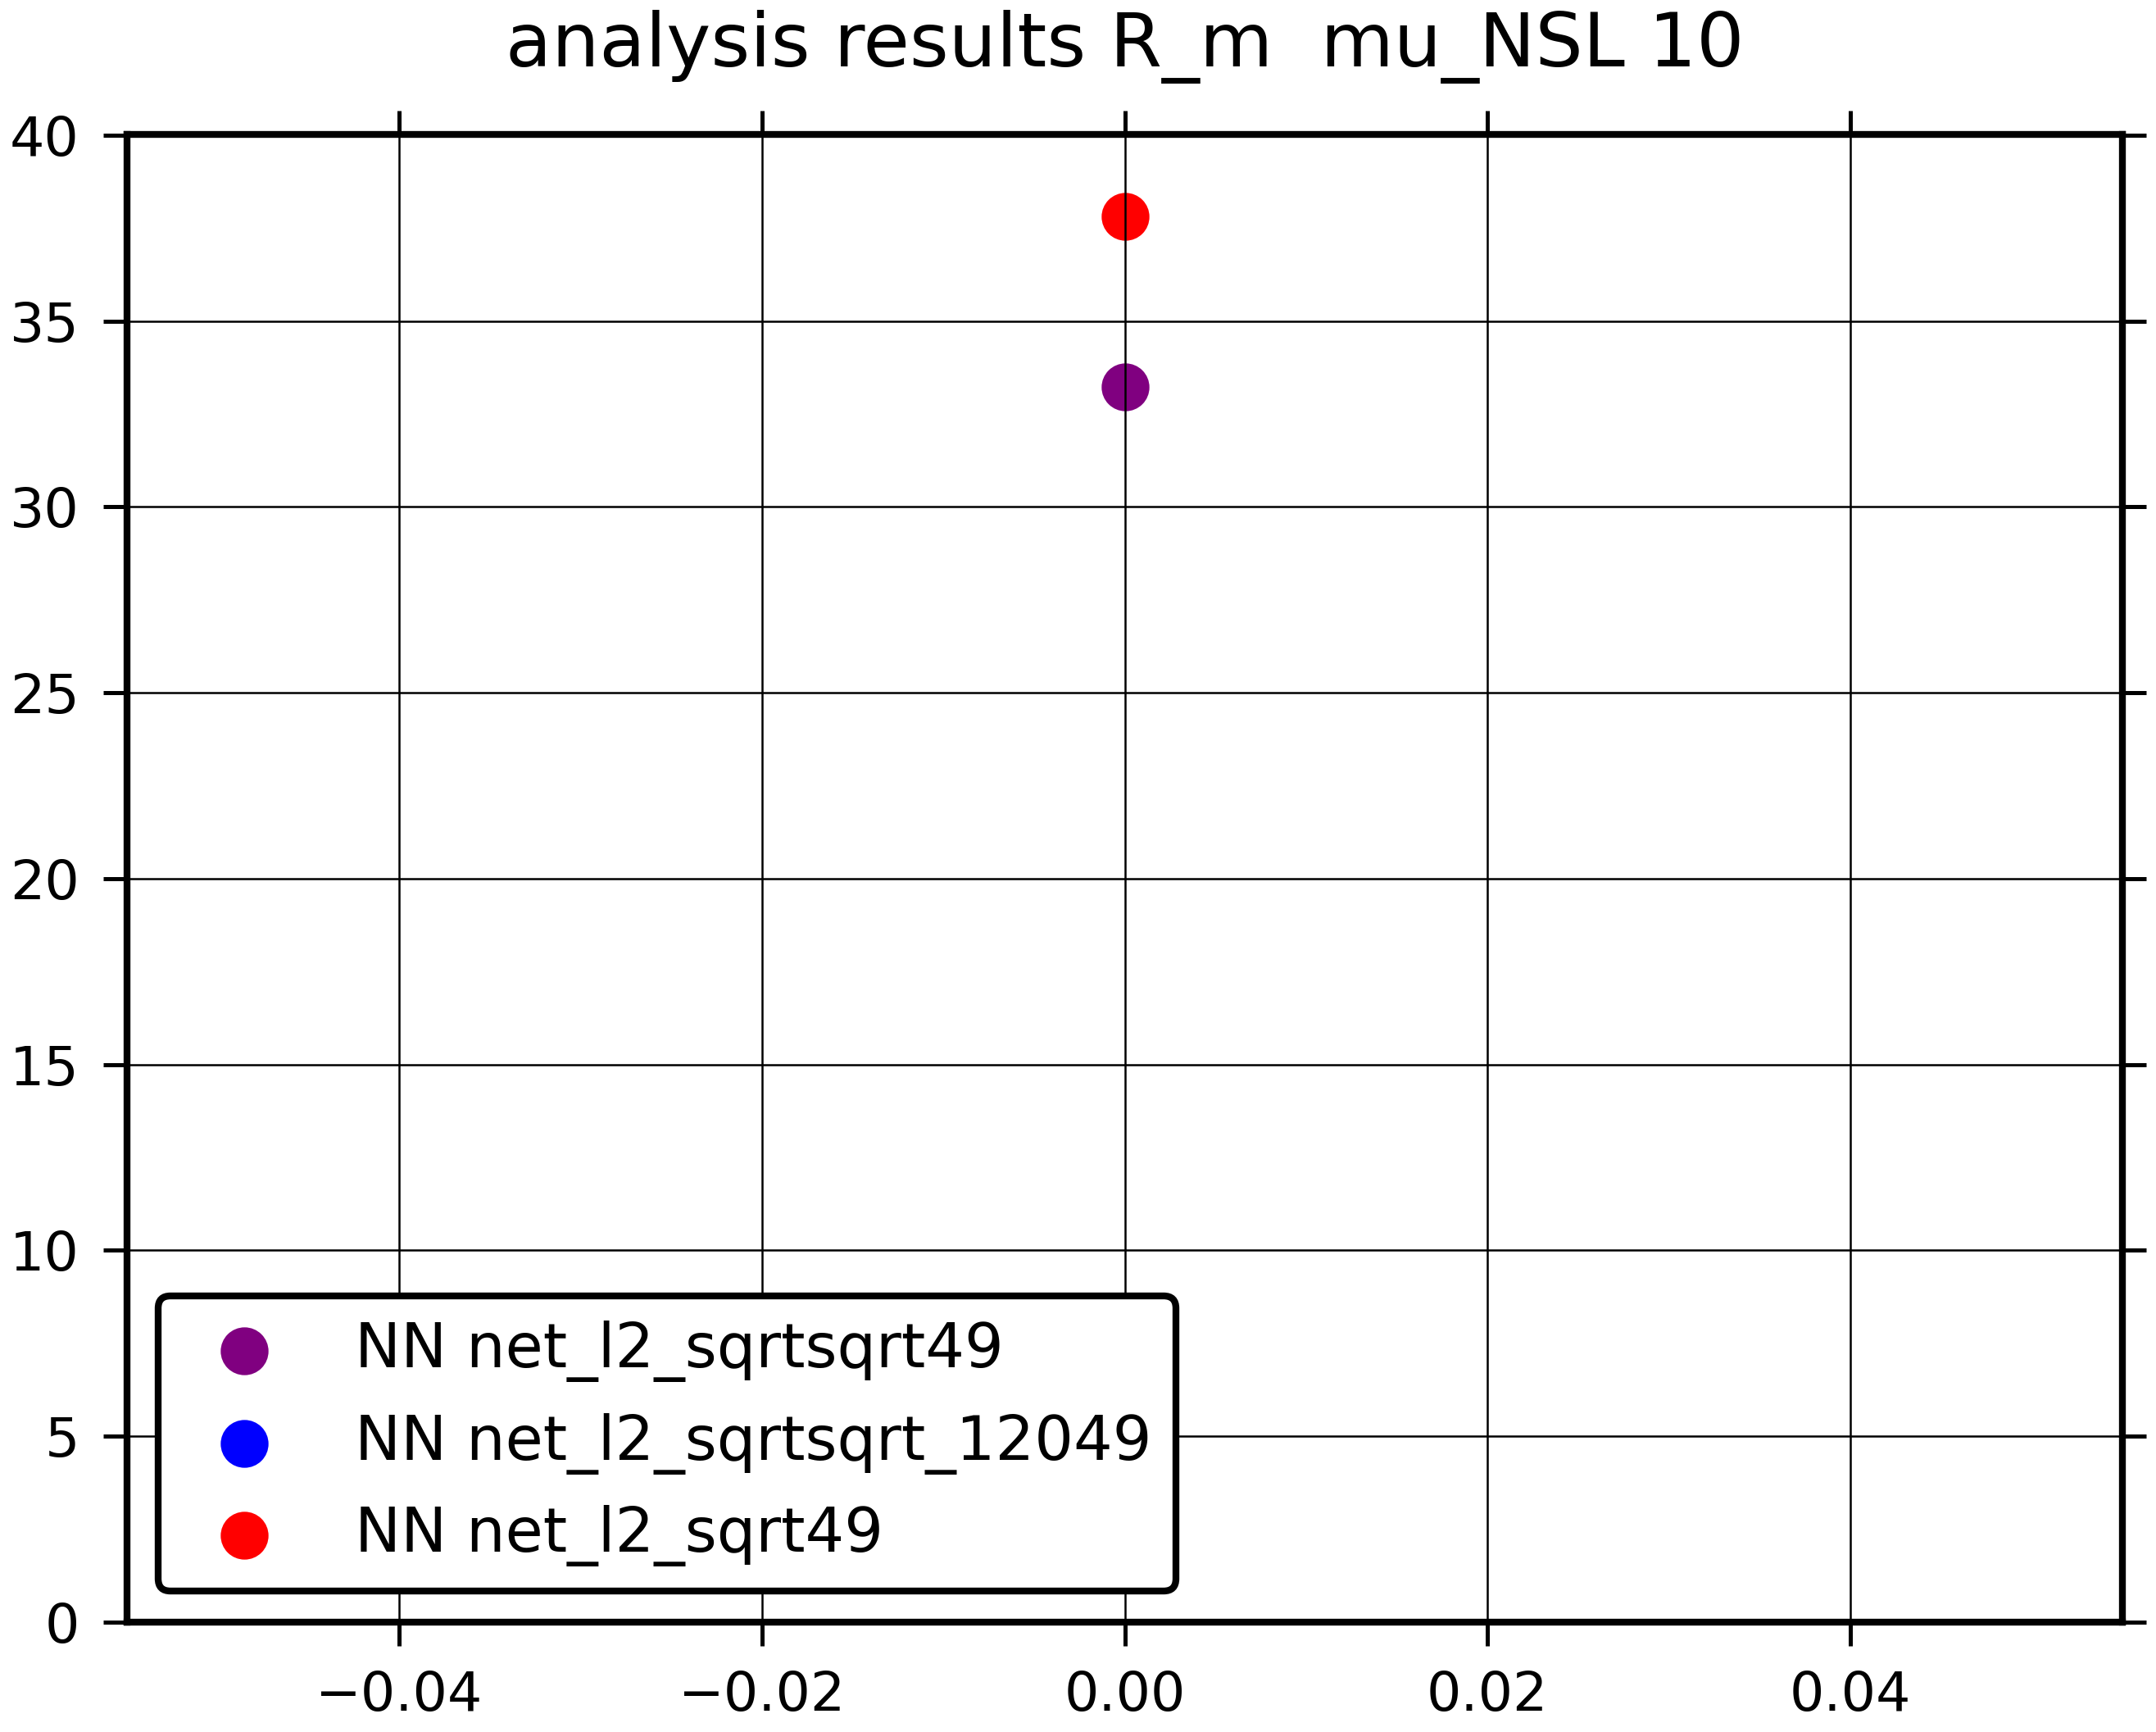 analysis results R_m  mu_NSL 10
40
35
30
25
20
15
10
5
0
NN net_l2_sqrtsqrt49
NN net_l2_sqrtsqrt_12049
NN net_l2_sqrt49
−0.04 −0.02 0.00 0.02 0.04